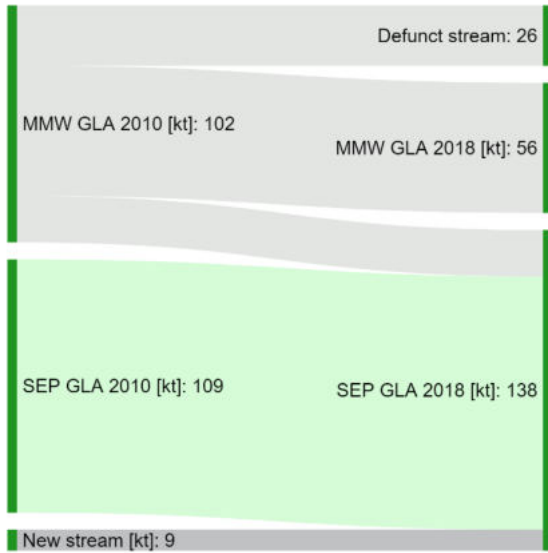 Defunct stream: 26
MMW GLA 2010 [kt]: 102
MMW GLA 2018 [kt]: 56
SEP GLA 2010 [kt]: 109
SEP GLA 2018 [kt]: 138
New stream [kt]: 9